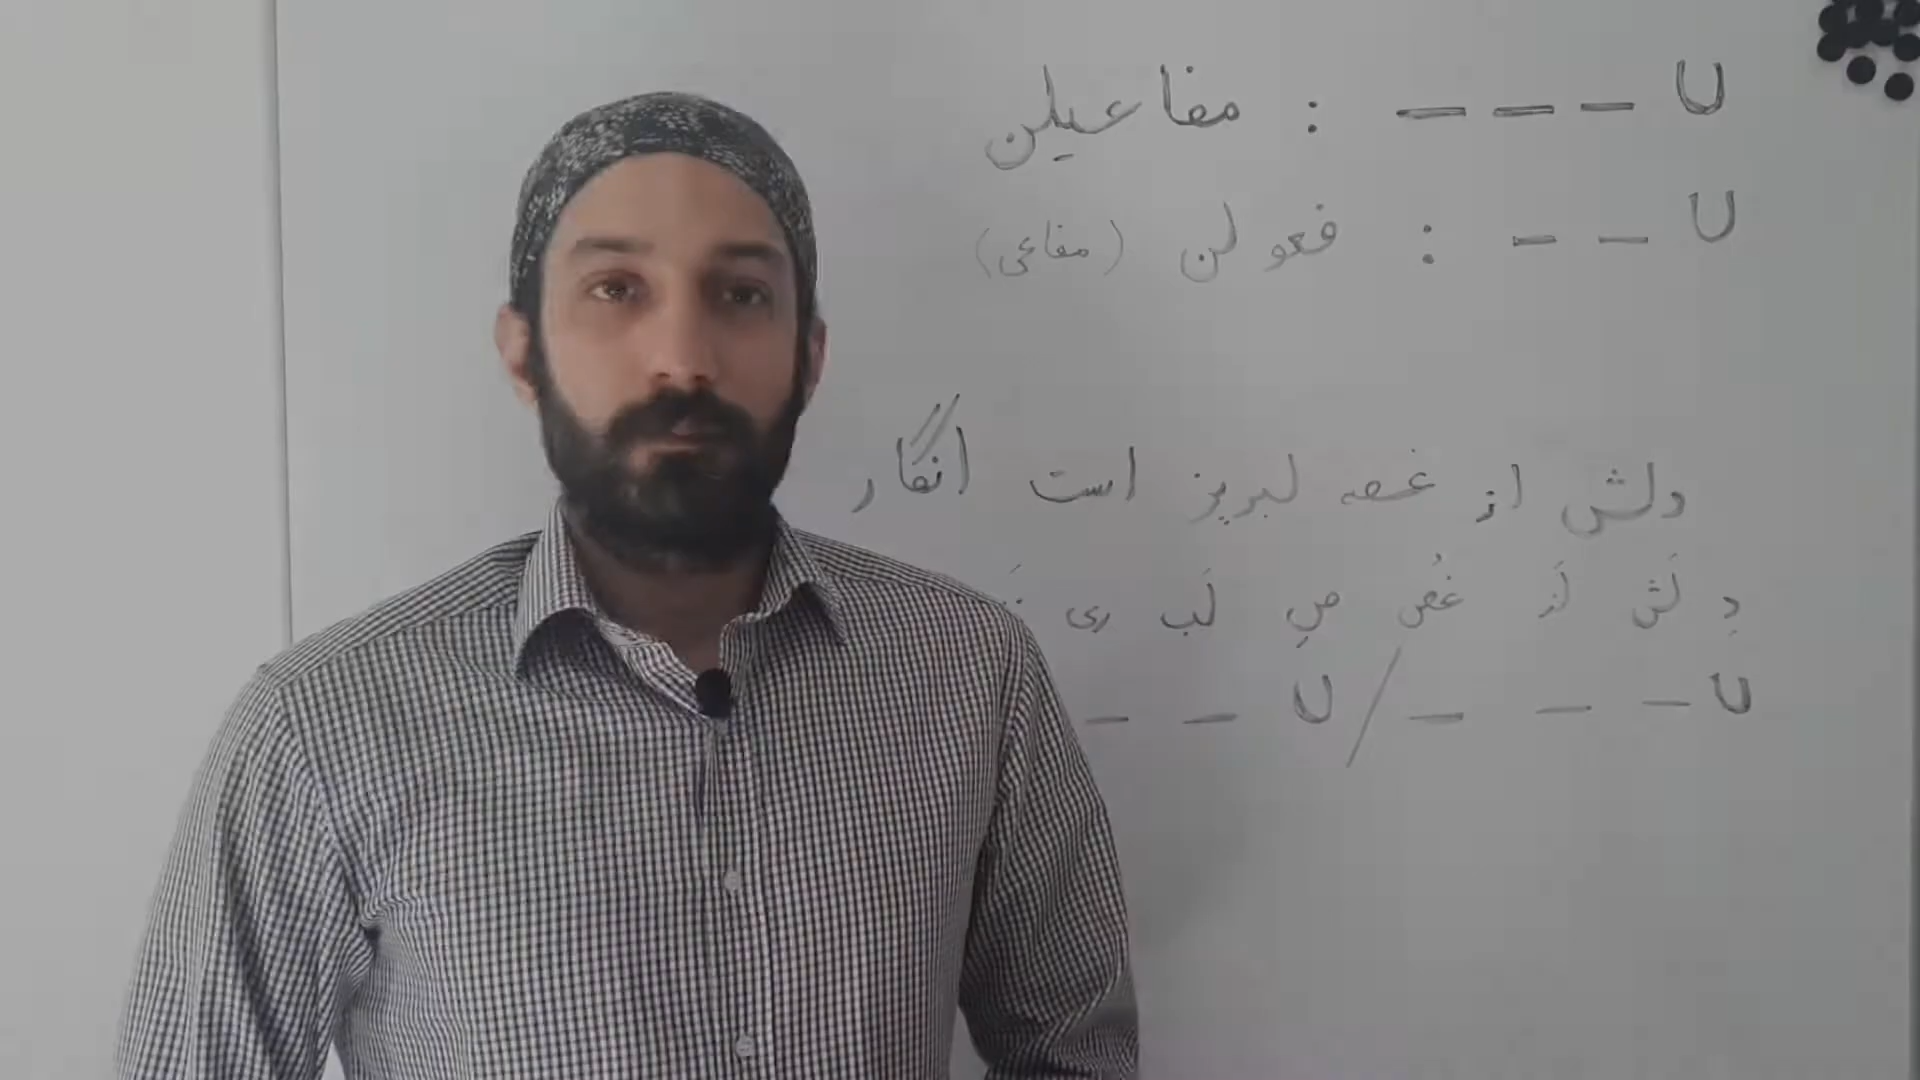 U – – – : مفاعیلن
U – – : فعولن (مفاعی)
دلش از غصه لبریز است انگار
دِ لَش اَز غُص صِ لَب ری
U – – – / U – –